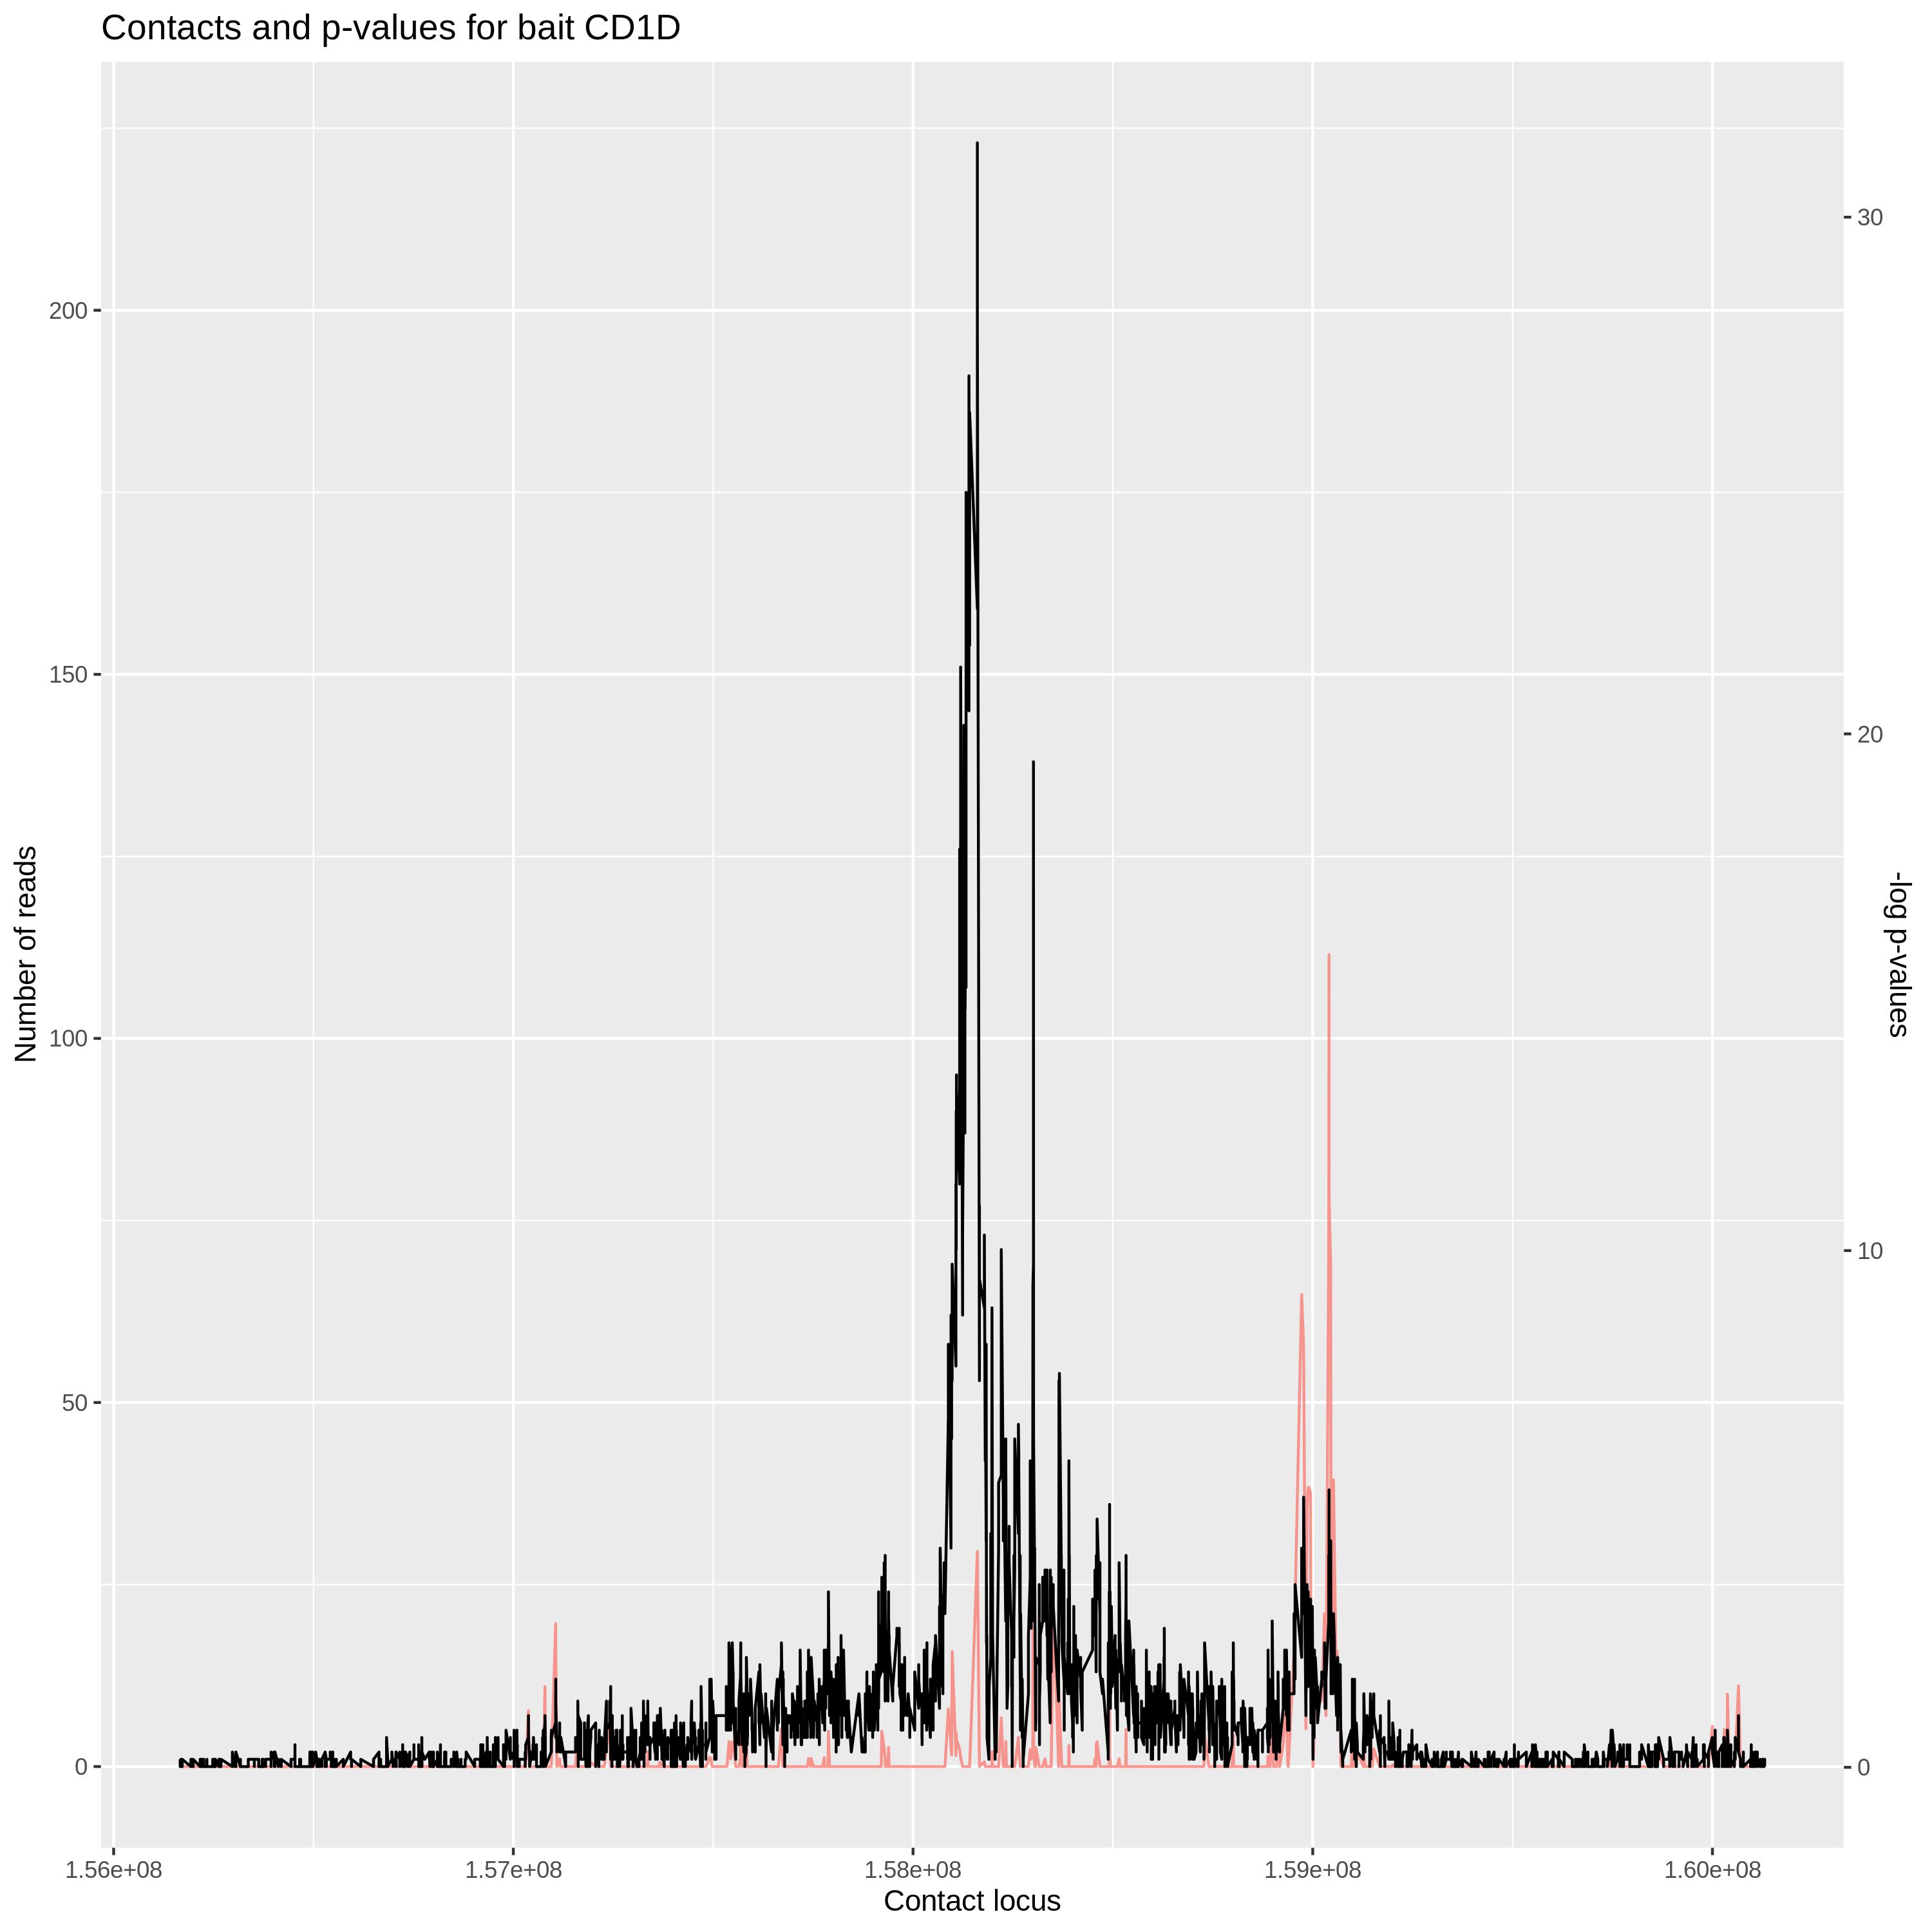 Contacts and p-values for bait CD1D
200
150
100
50
0
Number of reads
30
20
10
0
-log p-values
1.56e+08
1.57e+08
1.58e+08
1.59e+08
1.60e+08
Contact locus